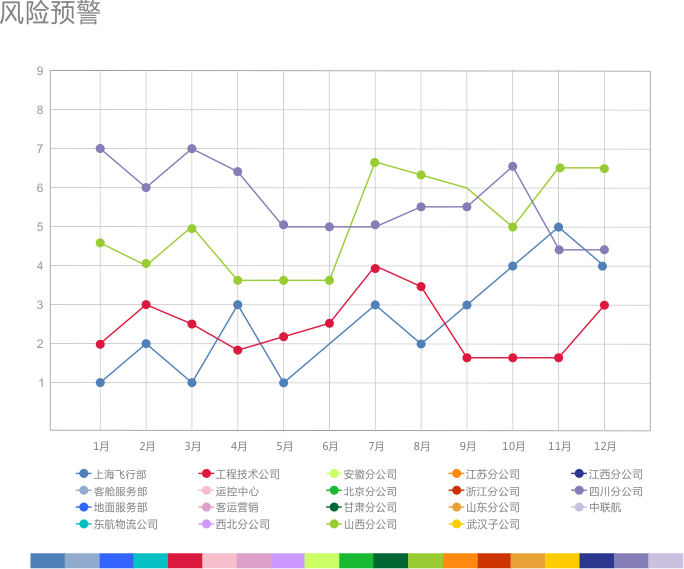 风险预警
9
8
7
6
5
4
3
2
1
1月 2月 3月 4月 5月 6月 7月 8月 9月 10月 11月 12月
上海飞行部 工程技术公司 安徽分公司 江苏分公司 江西分公司
客舱服务部 运控中心 北京分公司 浙江分公司 四川分公司
地面服务部 客运营销 甘肃分公司 山东分公司 中联航
东航物流公司 西北分公司 山西分公司 武汉子公司